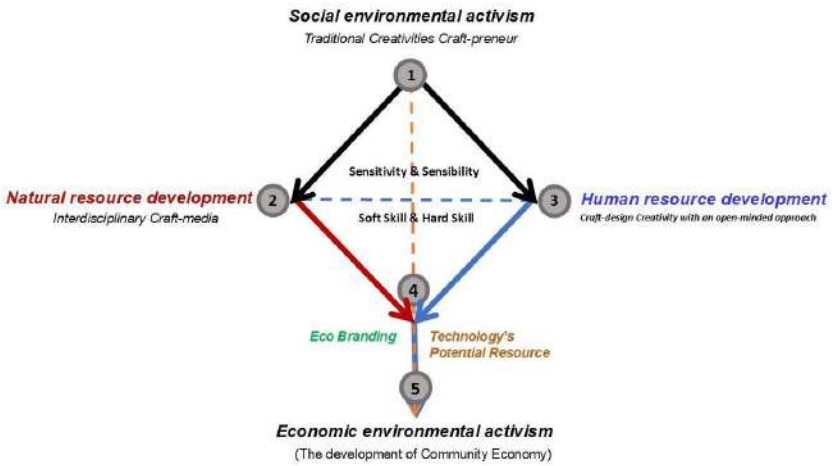 Social environmental activism
Traditional Creativities Craft-preneur
1
Sensitivity & Sensibility
Natural resource development
2
3
Human resource development
Interdisciplinary Craft-media
Soft Skill & Hard Skill
Craft-design Creativity with an open-minded approach
4
Eco Branding
Technology's
Potential Resource
5
Economic environmental activism
(The development of Community Economy)